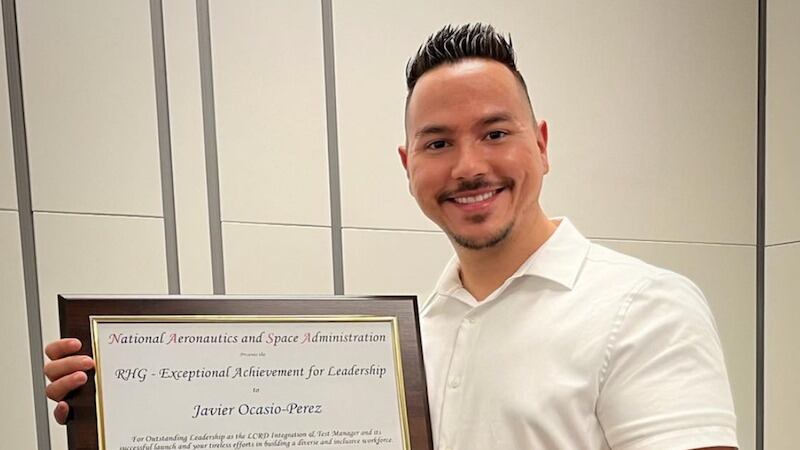 National Aeronautics and Space Administration
Presents the
RHG - Exceptional Achievement for Leadership
to
Javier Ocasio-Perez
For Outstanding Leadership as the LCRD Integration & Test Manager and its
successful launch and your tireless efforts in building a diverse and inclusive workforce.